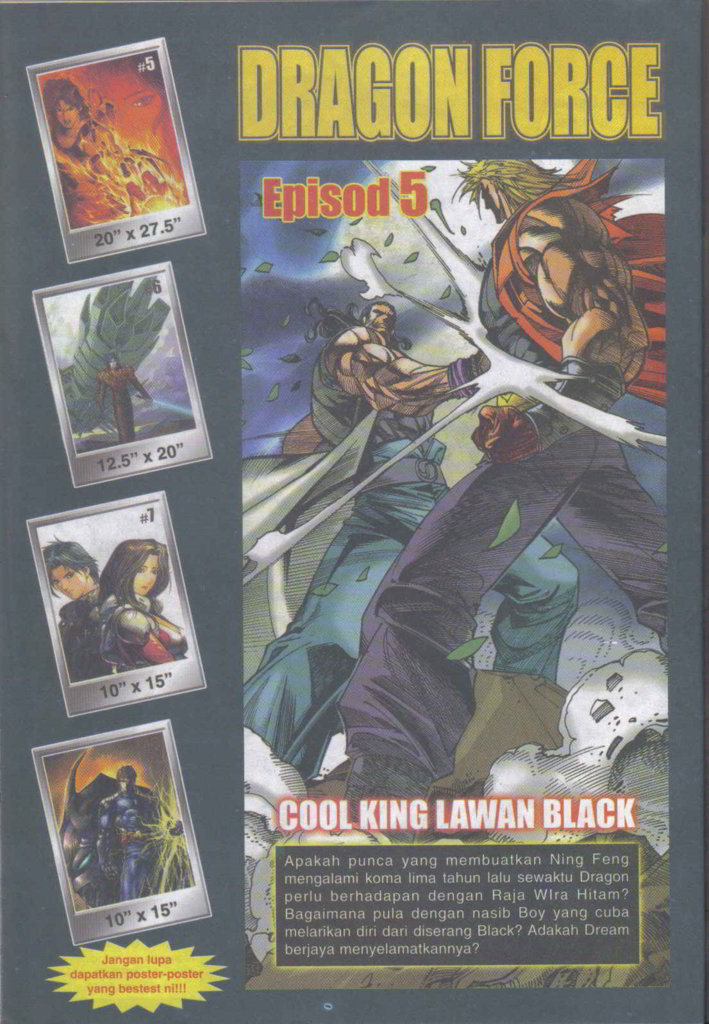 DRAGON FORCE
Episod 5
#5
20" x 27.5"
6
12.5" x 20"
#7
10" x 15"
10" x 15"
Jangan lupa
dapatkan poster-poster
yang bestest ni!!!
COOL KING LAWAN BLACK
Apakah punca yang membuatkan Ning Feng
mengalami koma lima tahun lalu sewaktu Dragon
perlu berhadapan dengan Raja WIra Hitam?
Bagaimana pula dengan nasib Boy yang cuba
melarikan diri dari diserang Black? Adakah Dream
berjaya menyelamatkannya?